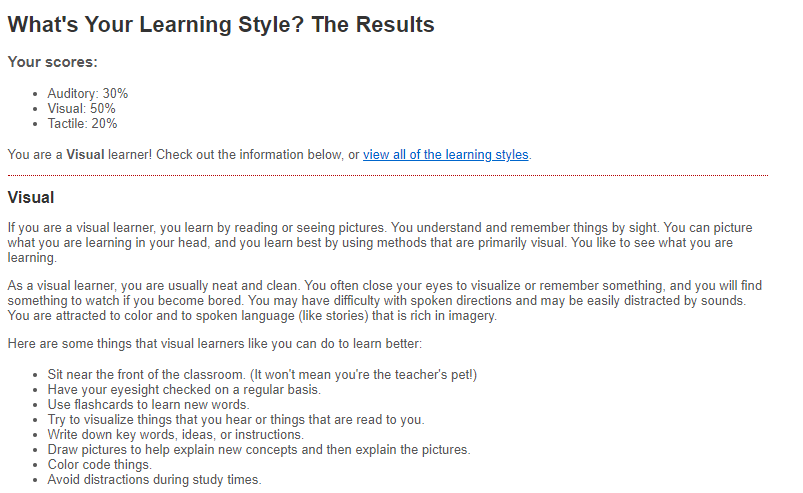 What's Your Learning Style? The Results
Your scores:
• Auditory: 30%
• Visual: 50%
• Tactile: 20%
You are a Visual learner! Check out the information below, or view all of the learning styles.
Visual
If you are a visual learner, you learn by reading or seeing pictures. You understand and remember things by sight. You can picture
what you are learning in your head, and you learn best by using methods that are primarily visual. You like to see what you are
learning.
As a visual learner, you are usually neat and clean. You often close your eyes to visualize or remember something, and you will find
something to watch if you become bored. You may have difficulty with spoken directions and may be easily distracted by sounds.
You are attracted to color and to spoken language (like stories) that is rich in imagery.
Here are some things that visual learners like you can do to learn better:
• Sit near the front of the classroom. (It won't mean you're the teacher's pet!)
• Have your eyesight checked on a regular basis.
• Use flashcards to learn new words.
• Try to visualize things that you hear or things that are read to you.
• Write down key words, ideas, or instructions.
• Draw pictures to help explain new concepts and then explain the pictures.
• Color code things.
• Avoid distractions during study times.